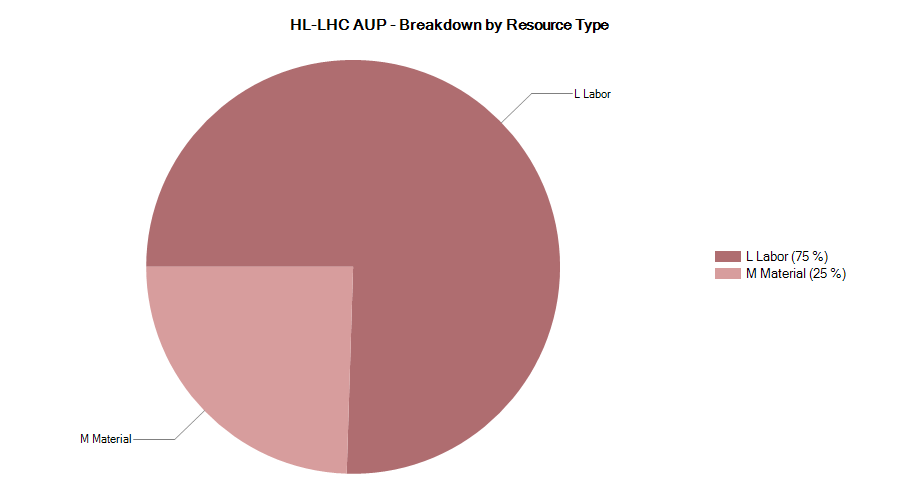 HL-LHC AUP - Breakdown by Resource Type
L Labor
L Labor (75 %)
M Material (25 %)
M Material